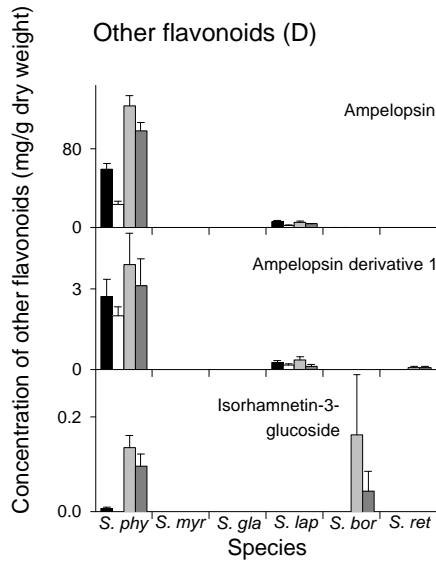 Other flavonoids (D)
Concentration of other flavonoids (mg/g dry weight)
Ampelopsin
80
0
Ampelopsin derivative 1
3
0
Isorhamnetin-3-
glucoside
0.2
0.0
S. phy S. myr S. gla S. lap S. bor S. ret
Species